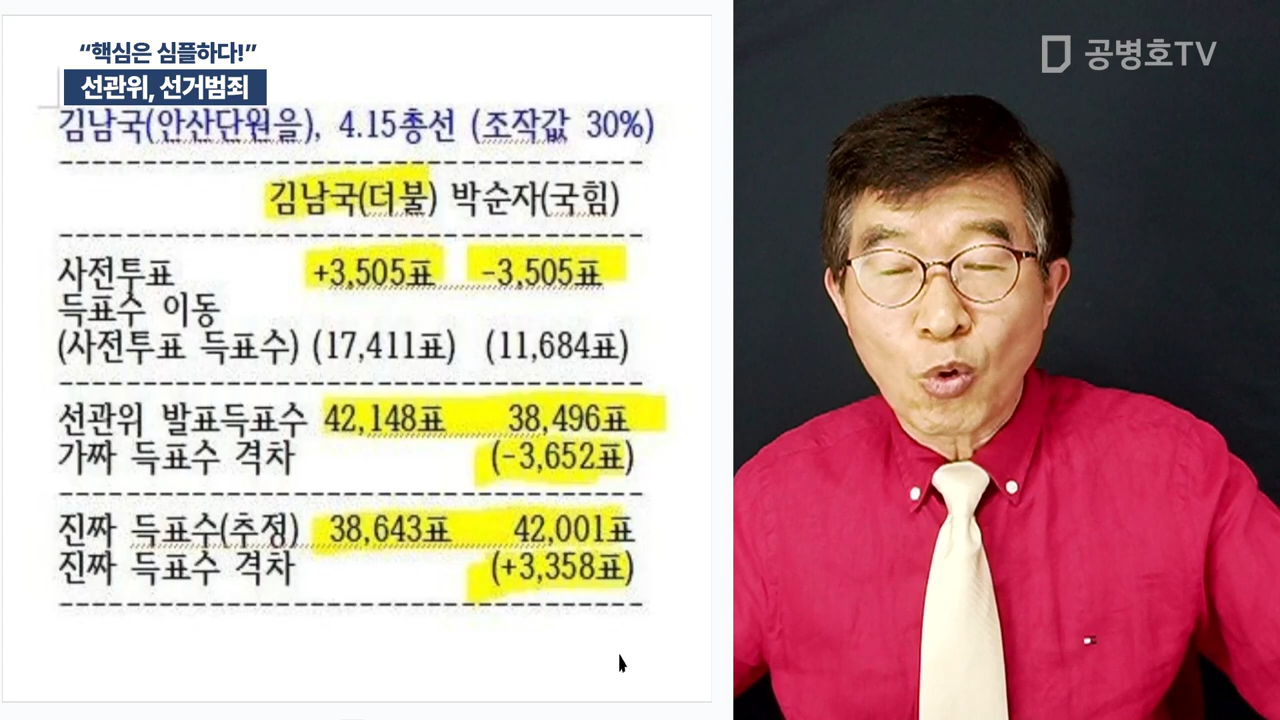 “핵심은 심플하다!”
선관위, 선거범죄
공병호TV
김남국(안산단원을), 4.15총선 (조작값 30%)
김남국(더불) 박순자(국힘)
사전투표 +3,505표 -3,505표
득표수 이동
(사전투표 득표수) (17,411표) (11,684표)
선관위 발표득표수 42,148표 38,496표
가짜 득표수 격차 (-3,652표)
진짜 득표수(추정) 38,643표 42,001표
진짜 득표수 격차 (+3,358표)